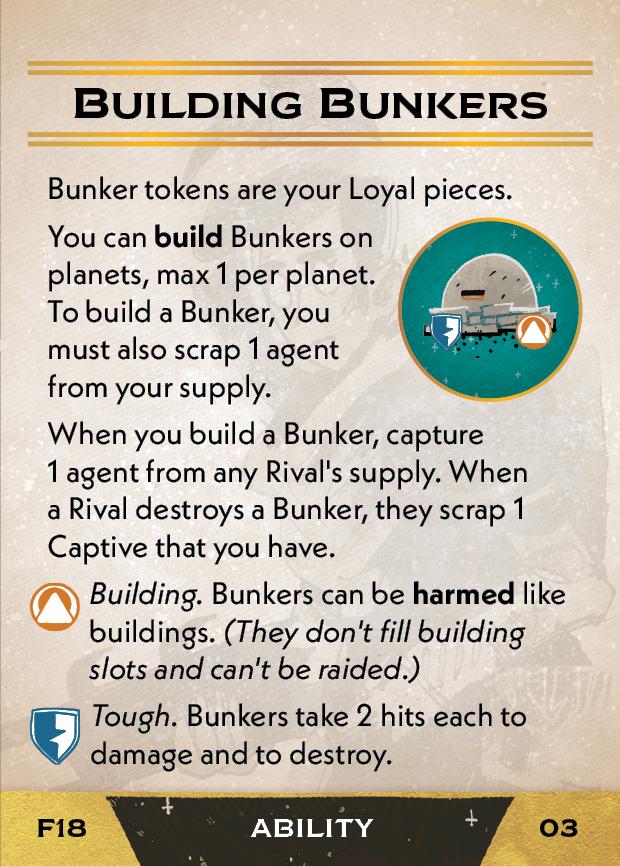 Building Bunkers
Bunker tokens are your Loyal pieces.
You can build Bunkers on
planets, max 1 per planet.
To build a Bunker, you
must also scrap 1 agent
from your supply.
When you build a Bunker, capture
1 agent from any Rival's supply. When
a Rival destroys a Bunker, they scrap 1
Captive that you have.
Building. Bunkers can be harmed like
buildings. (They don't fill building
slots and can't be raided.)
Tough. Bunkers take 2 hits each to
damage and to destroy.
F18 ABILITY 03